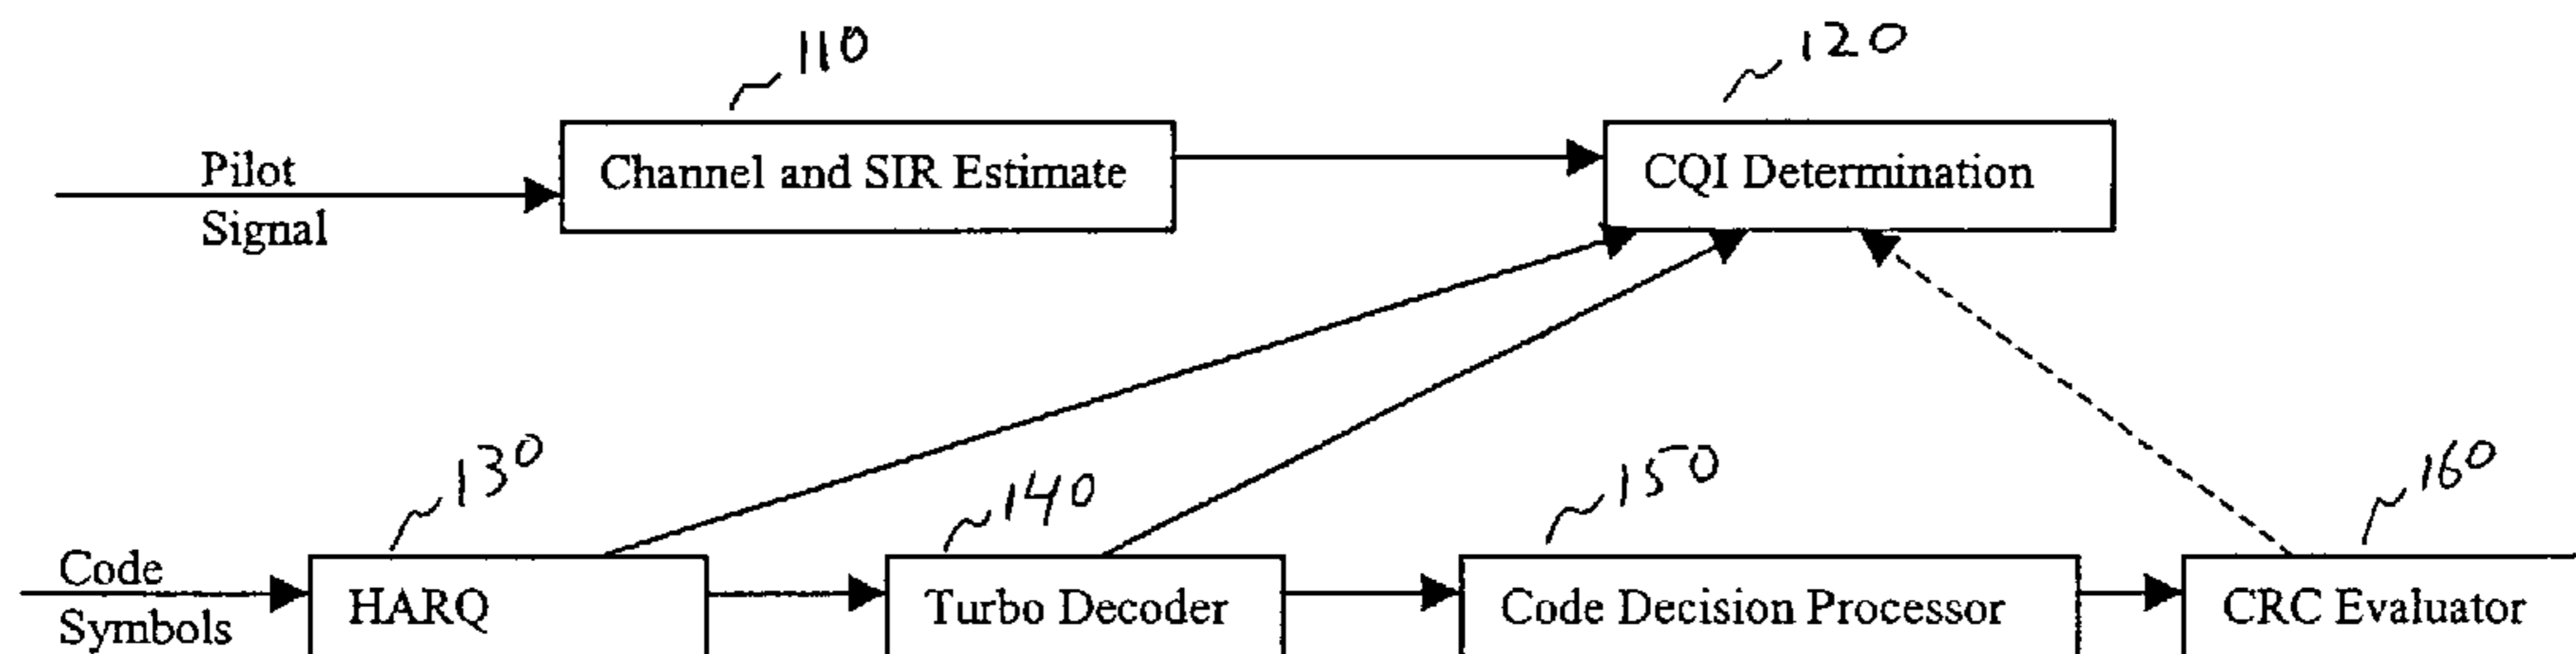 110
120
Pilot
Signal
Channel and SIR Estimate
CQI Determination
130
140
150
160
Code
Symbols
HARQ
Turbo Decoder
Code Decision Processor
CRC Evaluator